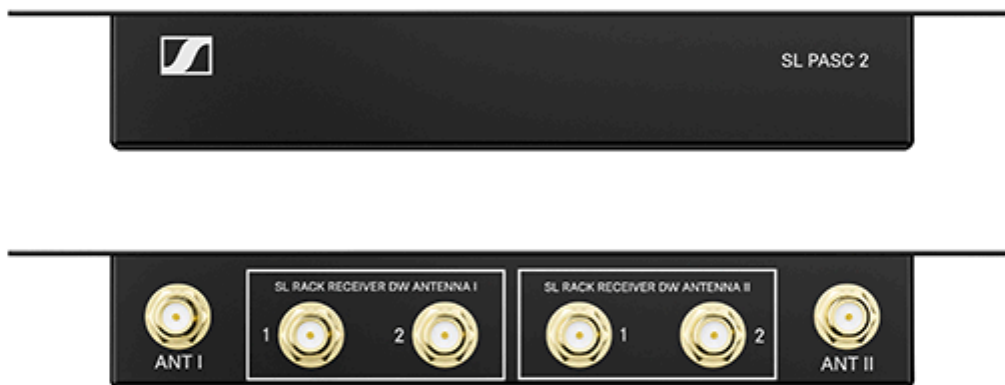 SL PASC 2
SL RACK RECEIVER DW ANTENNA I
SL RACK RECEIVER DW ANTENNA II
1
2
1
2
ANT I
ANT II